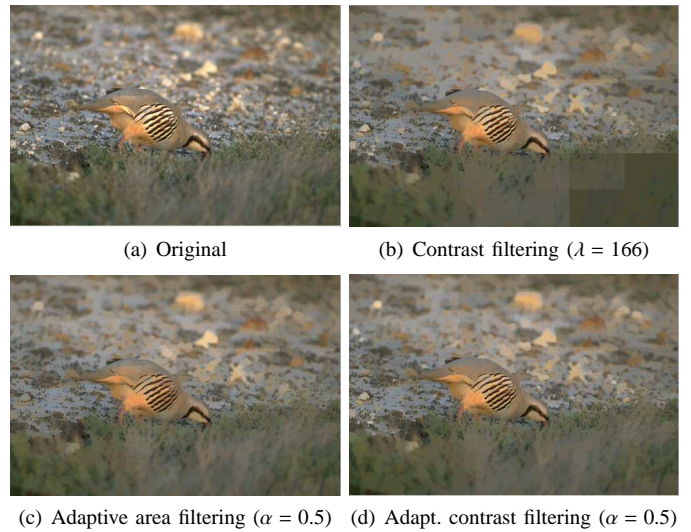 (a) Original
(b) Contrast filtering (λ = 166)
(c) Adaptive area filtering (α = 0.5)
(d) Adapt. contrast filtering (α = 0.5)